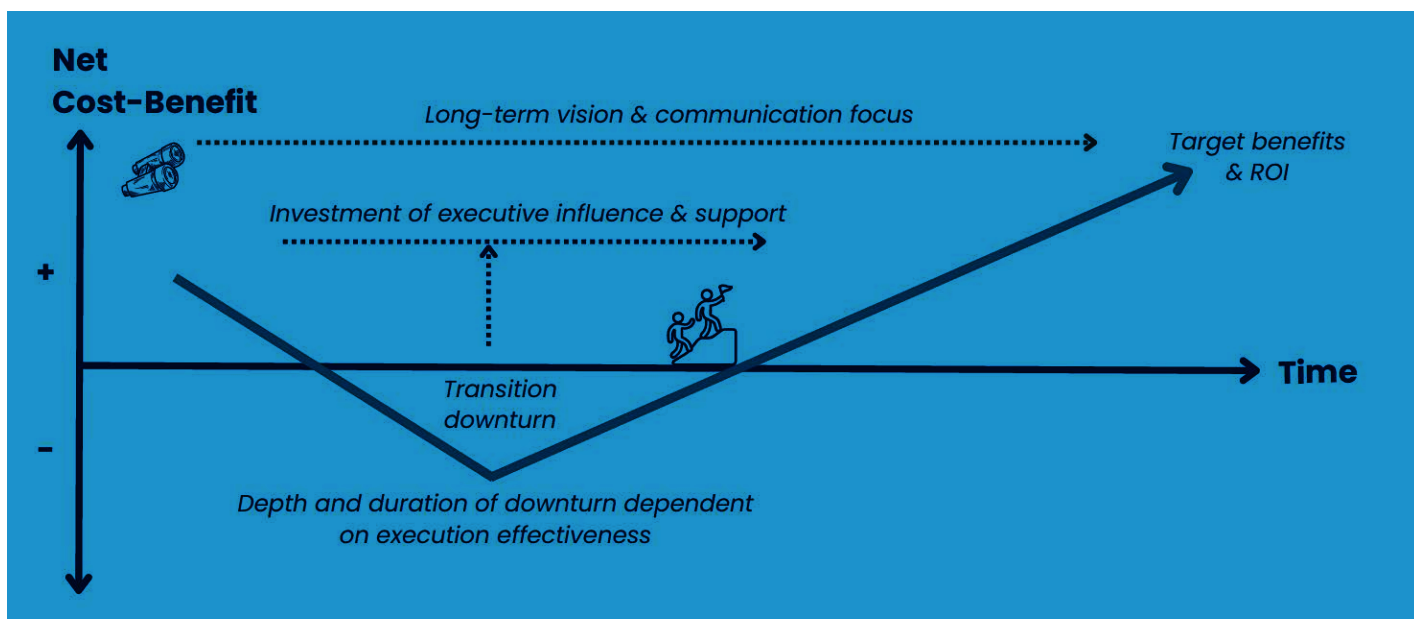 Net
Cost-Benefit
Long-term vision & communication focus
Target benefits
& ROI
Investment of executive influence & support
+
Time
Transition
downturn
-
Depth and duration of downturn dependent
on execution effectiveness